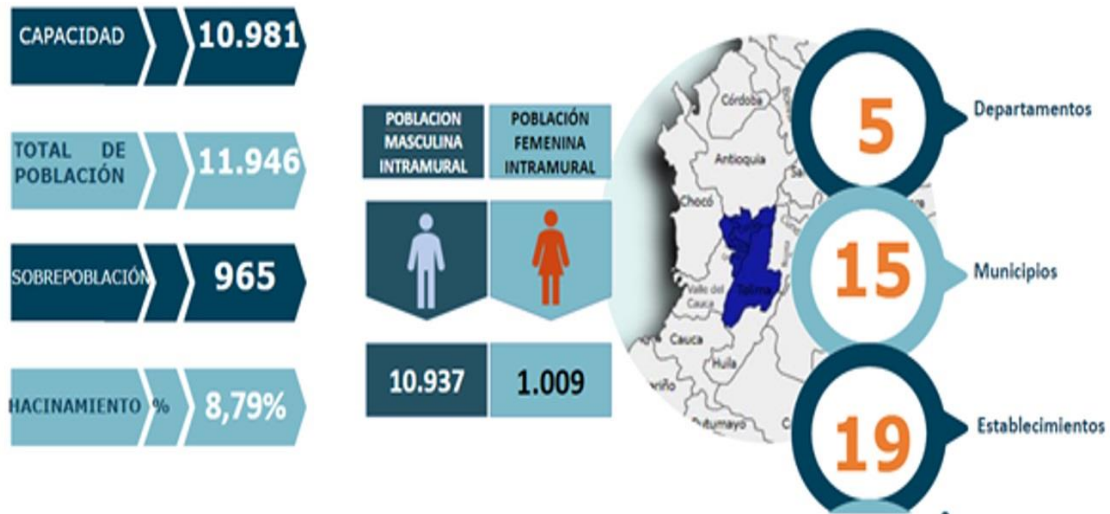 CAPACIDAD
10.981
TOTAL DE
POBLACIÓN
11.946
SOBREPOBLACIÓN
965
HACINAMIENTO %
8,79%
POBLACION
MASCULINA
INTRAMURAL
POBLACIÓN
FEMENINA
INTRAMURAL
10.937
1.009
Córdoba
Antioquia
Chocó
Valle del
Cauca
Tolima
Cauca
Huila
5
Departamentos
15
Municipios
19
Establecimientos